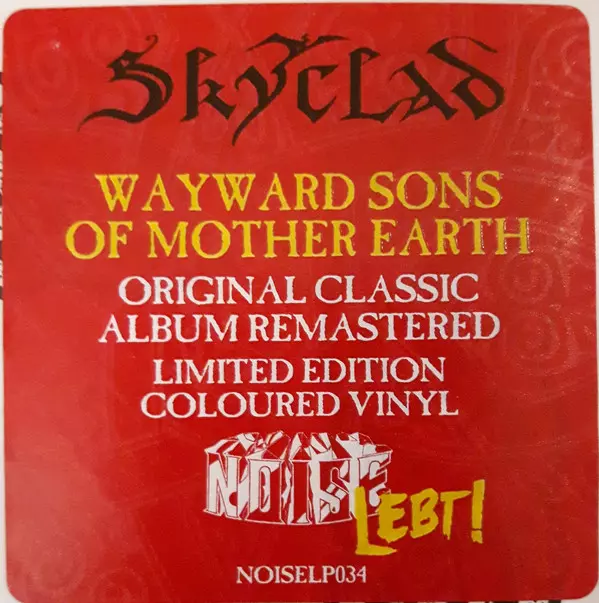 SKYCLAD
WAYWARD SONS
OF MOTHER EARTH
ORIGINAL CLASSIC
ALBUM REMASTERED
LIMITED EDITION
COLOURED VINYL
NOISE
LEBT!
NOISELP034